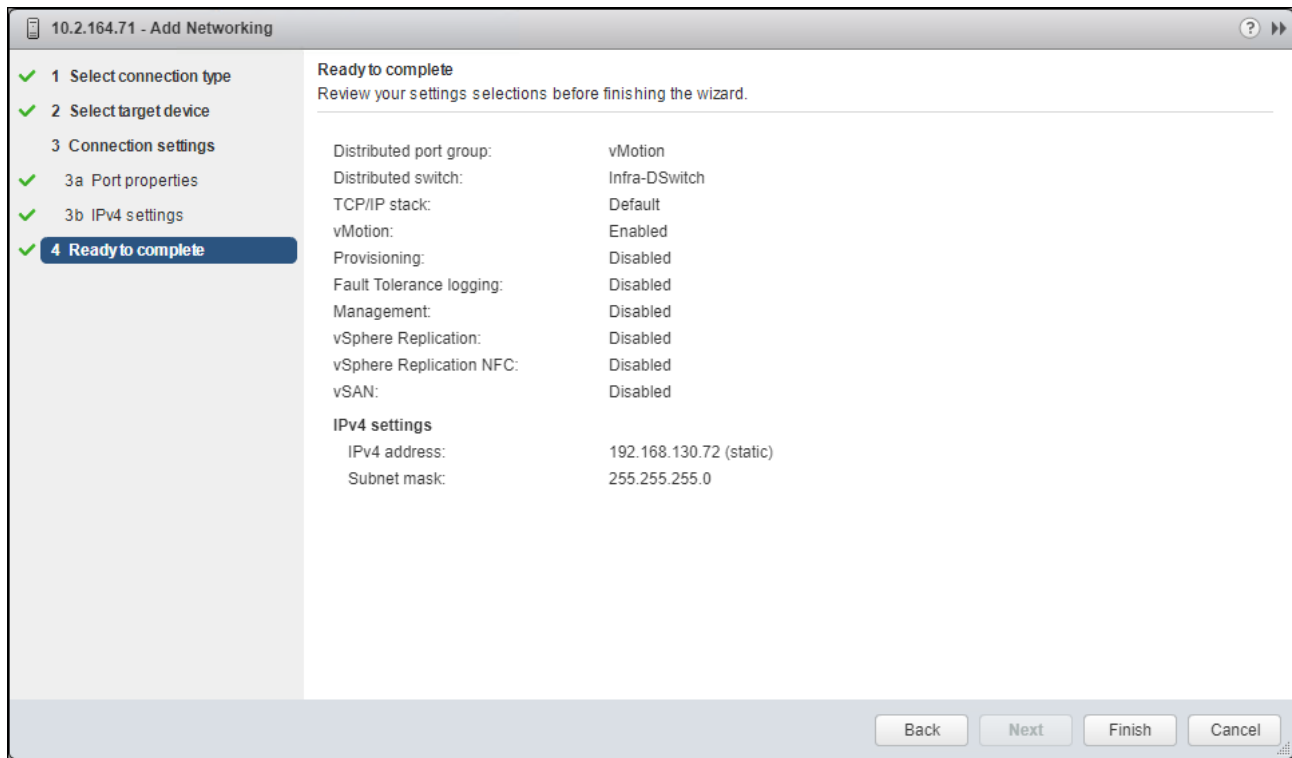 10.2.164.71 - Add Networking
?
1 Select connection type
2 Select target device
3 Connection settings
3a Port properties
3b IPv4 settings
4 Ready to complete
Ready to complete
Review your settings selections before finishing the wizard.
Distributed port group: vMotion
Distributed switch: Infra-DSwitch
TCP/IP stack: Default
vMotion: Enabled
Provisioning: Disabled
Fault Tolerance logging: Disabled
Management: Disabled
vSphere Replication: Disabled
vSphere Replication NFC: Disabled
vSAN: Disabled
IPv4 settings
IPv4 address: 192.168.130.72 (static)
Subnet mask: 255.255.255.0
Back Next Finish Cancel